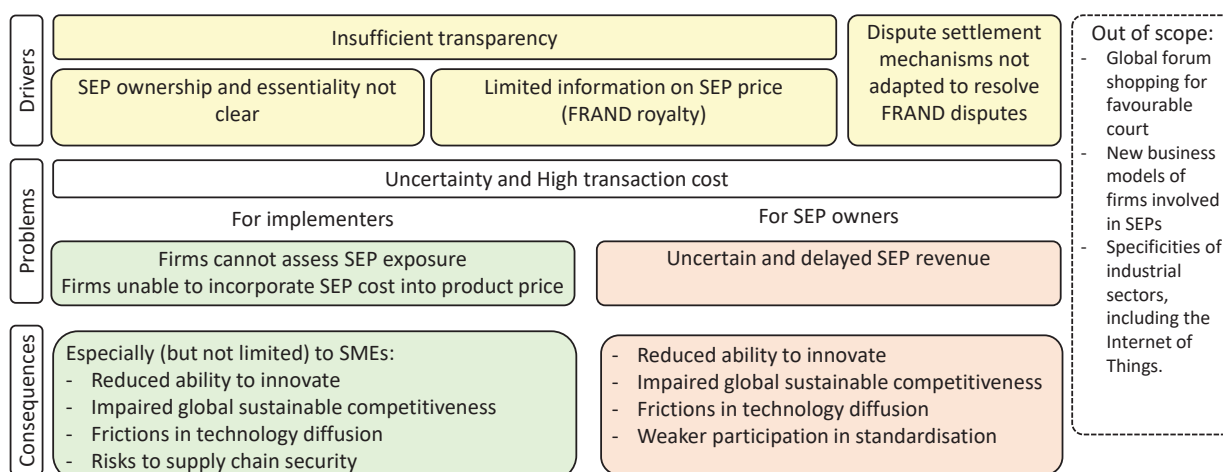 Drivers
Insufficient transparency
SEP ownership and essentiality not
clear
Limited information on SEP price
(FRAND royalty)
Dispute settlement
mechanisms not
adapted to resolve
FRAND disputes
Problems
Uncertainty and High transaction cost
For implementers
For SEP owners
Firms cannot assess SEP exposure
Firms unable to incorporate SEP cost into product price
Uncertain and delayed SEP revenue
Consequences
Especially (but not limited) to SMEs:
- Reduced ability to innovate
- Impaired global sustainable competitiveness
- Frictions in technology diffusion
- Risks to supply chain security
- Reduced ability to innovate
- Impaired global sustainable competitiveness
- Frictions in technology diffusion
- Weaker participation in standardisation
Out of scope:
- Global forum
shopping for
favourable
court
- New business
models of
firms involved
in SEPs
- Specificities of
industrial
sectors,
including the
Internet of
Things.